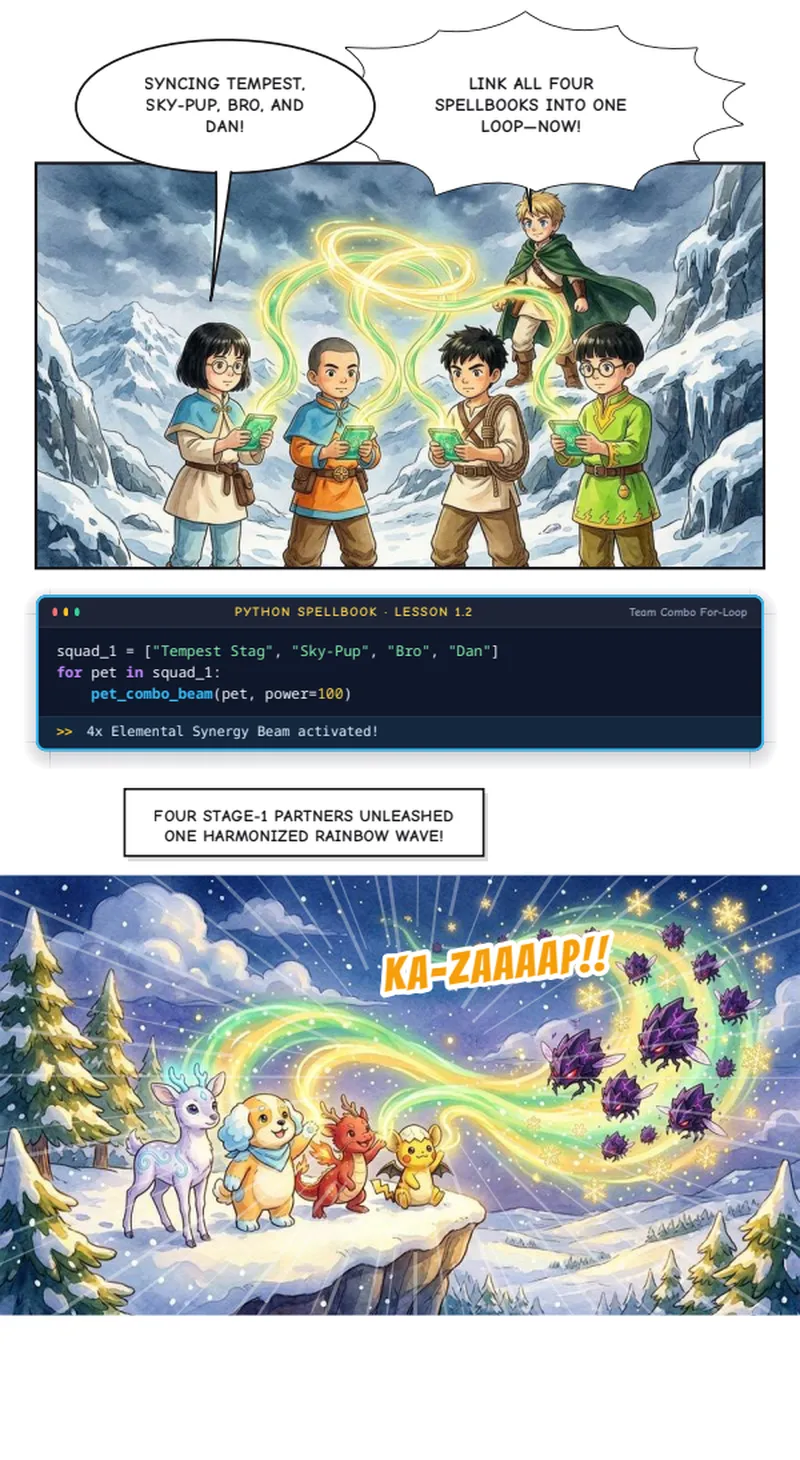 SYNCING TEMPEST,
SKY-PUP, BRO, AND
DAN!
LINK ALL FOUR
SPELLBOOKS INTO ONE
LOOP—NOW!
PYTHON SPELLBOOK · LESSON 1.2
Team Combo For-Loop
squad_1 = ["Tempest Stag", "Sky-Pup", "Bro", "Dan"]
for pet in squad_1:
    pet_combo_beam(pet, power=100)
>> 4x Elemental Synergy Beam activated!
FOUR STAGE-1 PARTNERS UNLEASHED
ONE HARMONIZED RAINBOW WAVE!
KA-ZAAAAP!!